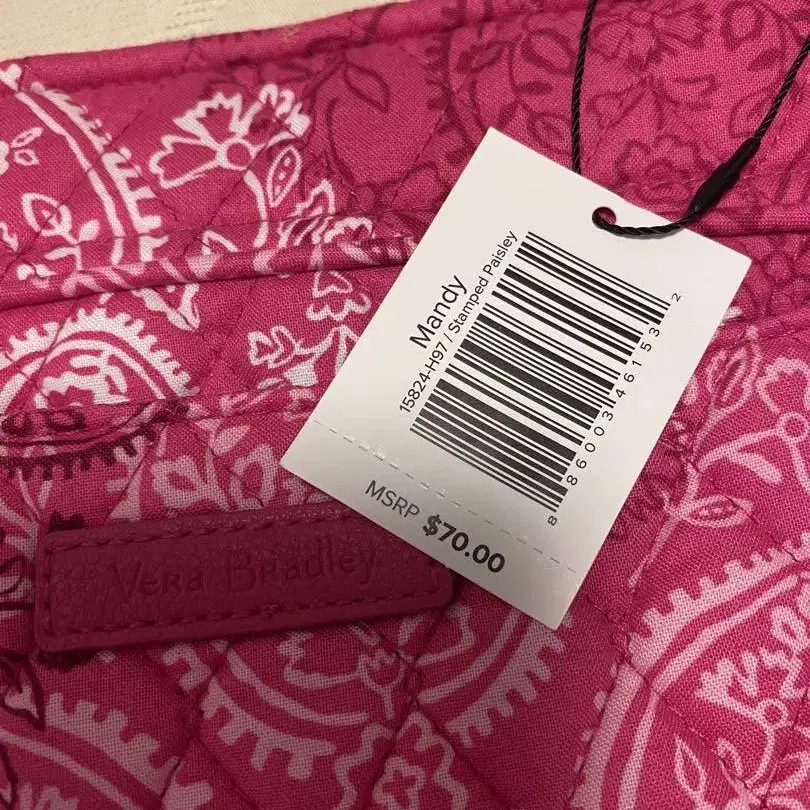 Mandy
15824-H97 / Stamped Paisley
8 86003 46153 2
MSRP $70.00
Vera Bradley